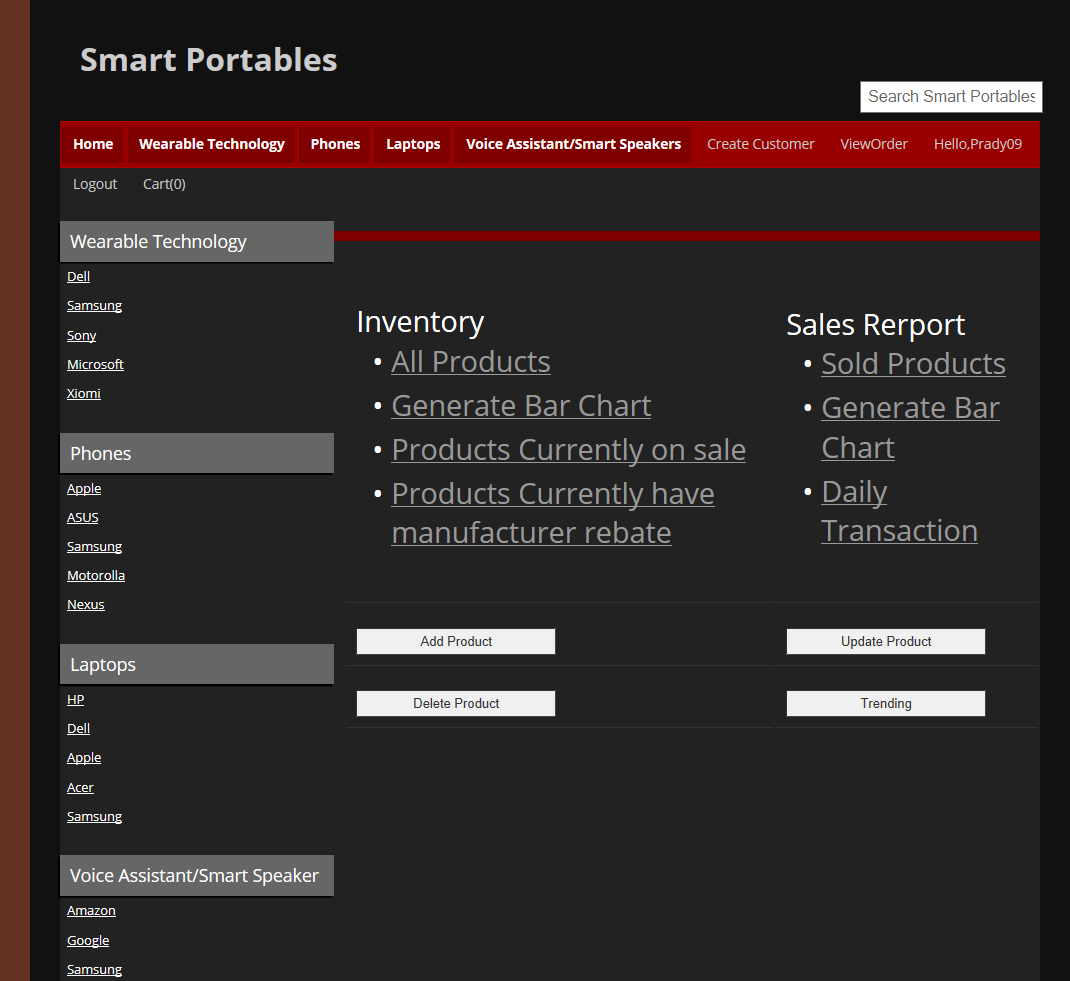 Smart Portables
Search Smart Portables
Home Wearable Technology Phones Laptops Voice Assistant/Smart Speakers Create Customer ViewOrder Hello,Prady09
Logout Cart(0)
Wearable Technology
Dell
Samsung
Sony
Microsoft
Xiomi
Phones
Apple
ASUS
Samsung
Motorolla
Nexus
Laptops
HP
Dell
Apple
Acer
Samsung
Voice Assistant/Smart Speaker
Amazon
Google
Samsung
Inventory
• All Products
• Generate Bar Chart
• Products Currently on sale
• Products Currently have
manufacturer rebate
Sales Rerport
• Sold Products
• Generate Bar
Chart
• Daily
Transaction
Add Product Update Product
Delete Product Trending